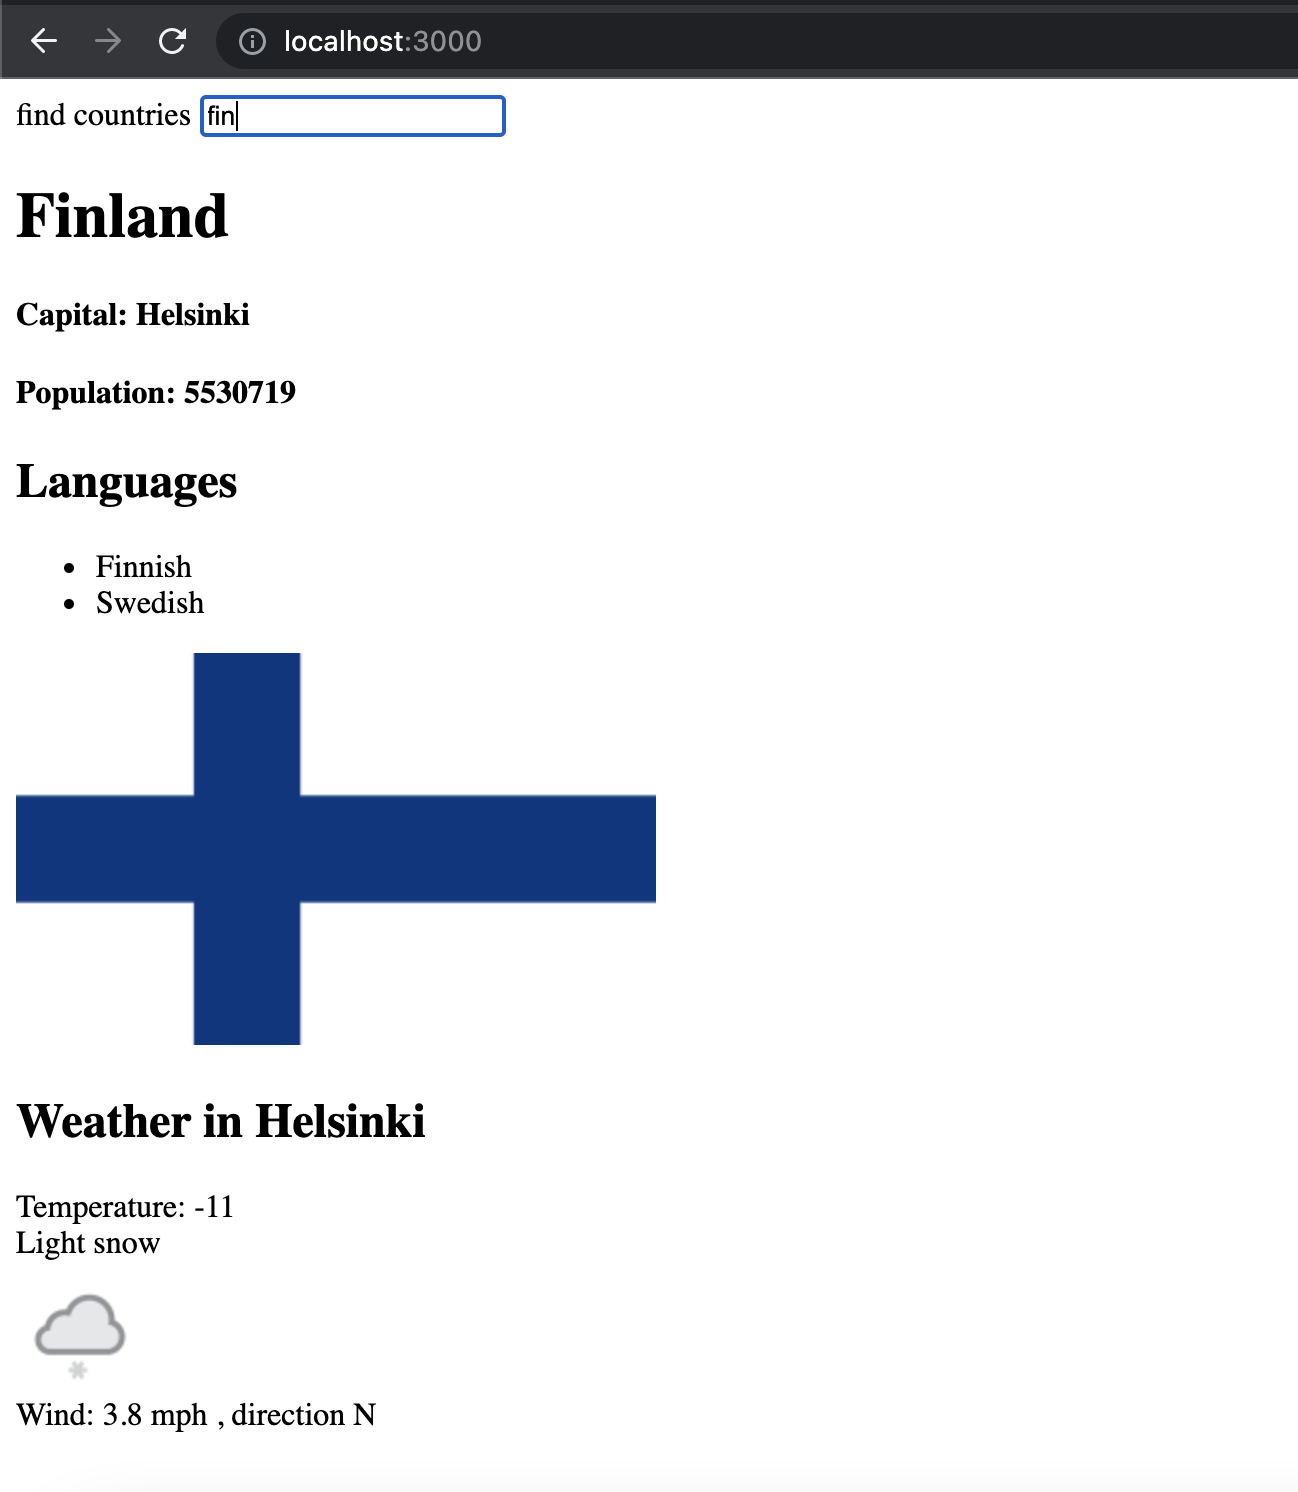 localhost:3000
find countries fin
Finland
Capital: Helsinki
Population: 5530719
Languages
• Finnish
• Swedish
Weather in Helsinki
Temperature: -11
Light snow
Wind: 3.8 mph , direction N